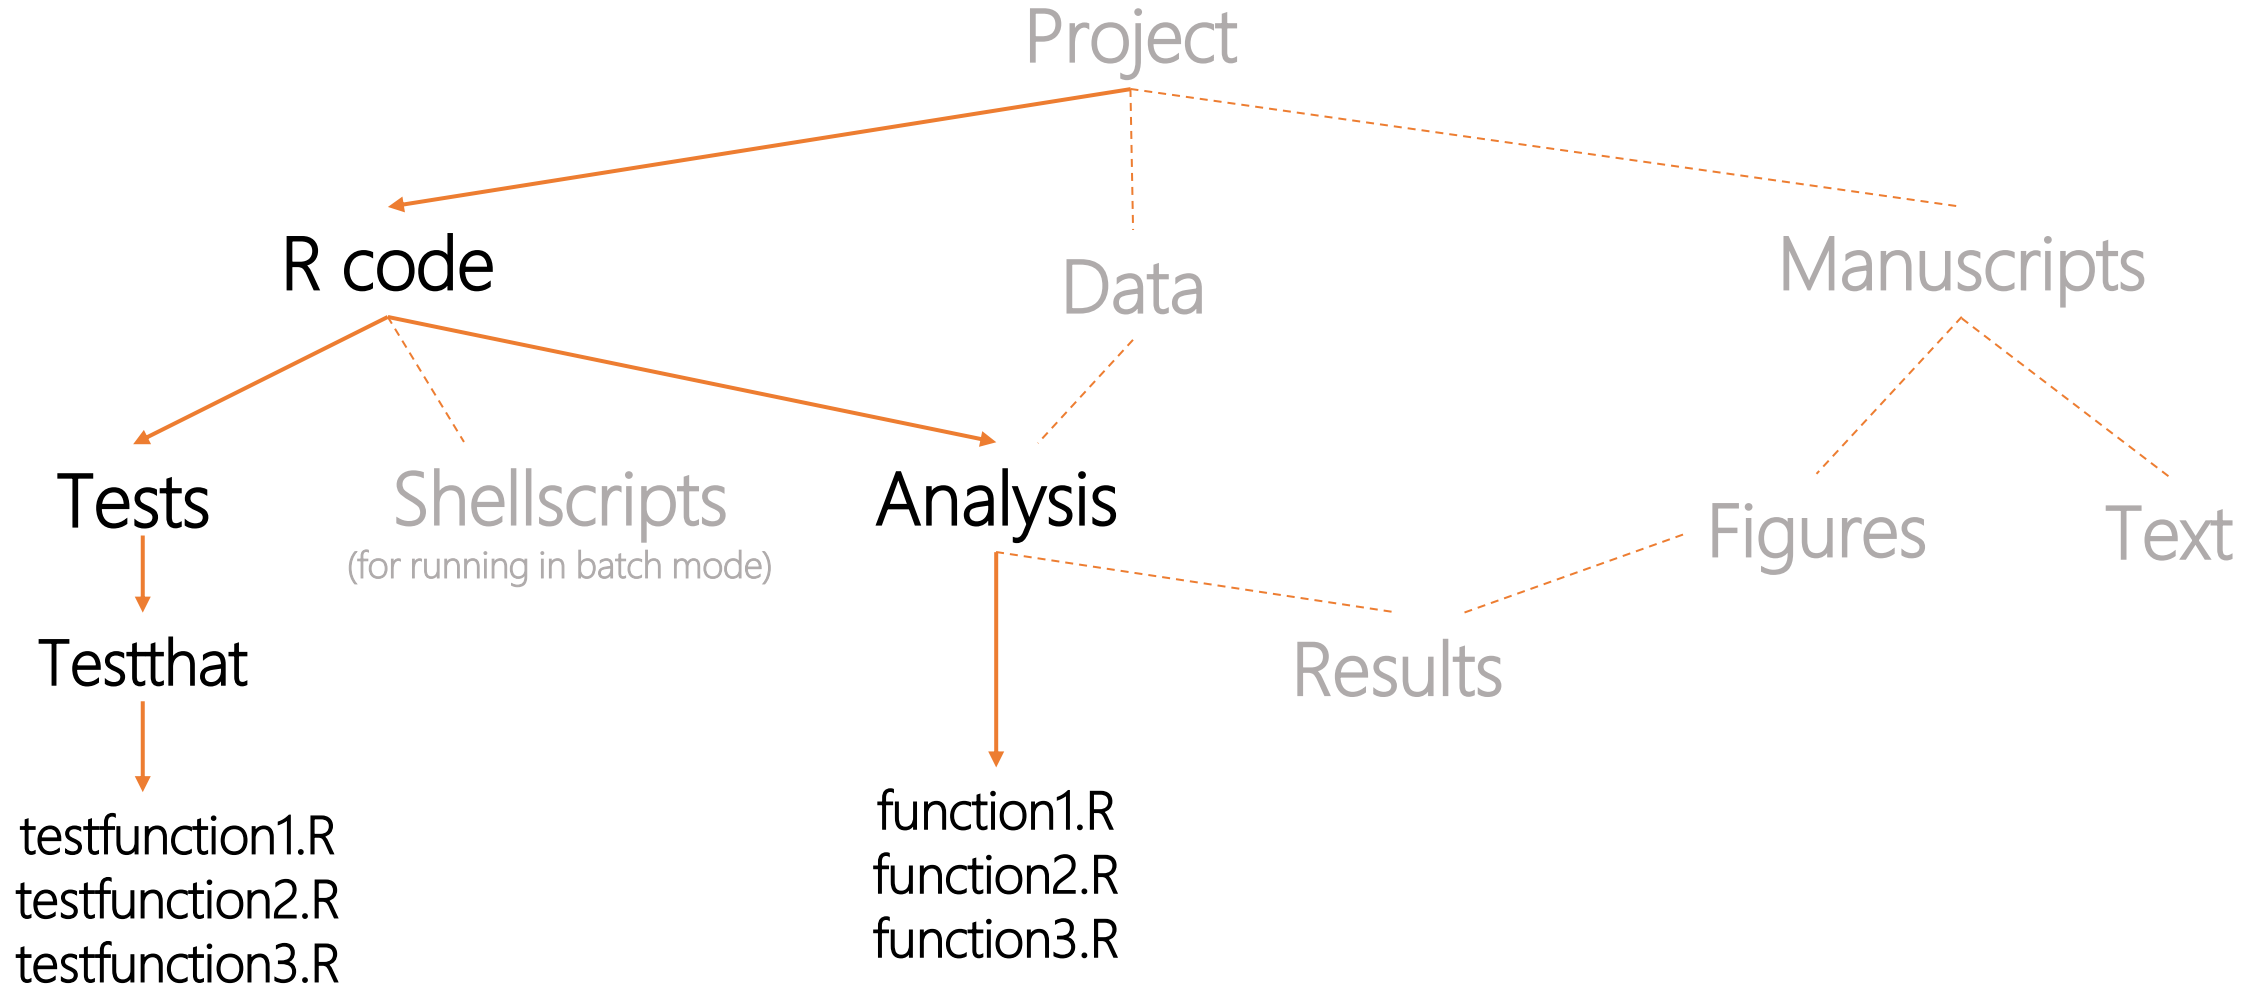 Project
R code
Data
Manuscripts
Tests
Shellscripts
(for running in batch mode)
Analysis
Figures
Text
Testthat
Results
testfunction1.R
testfunction2.R
testfunction3.R
function1.R
function2.R
function3.R